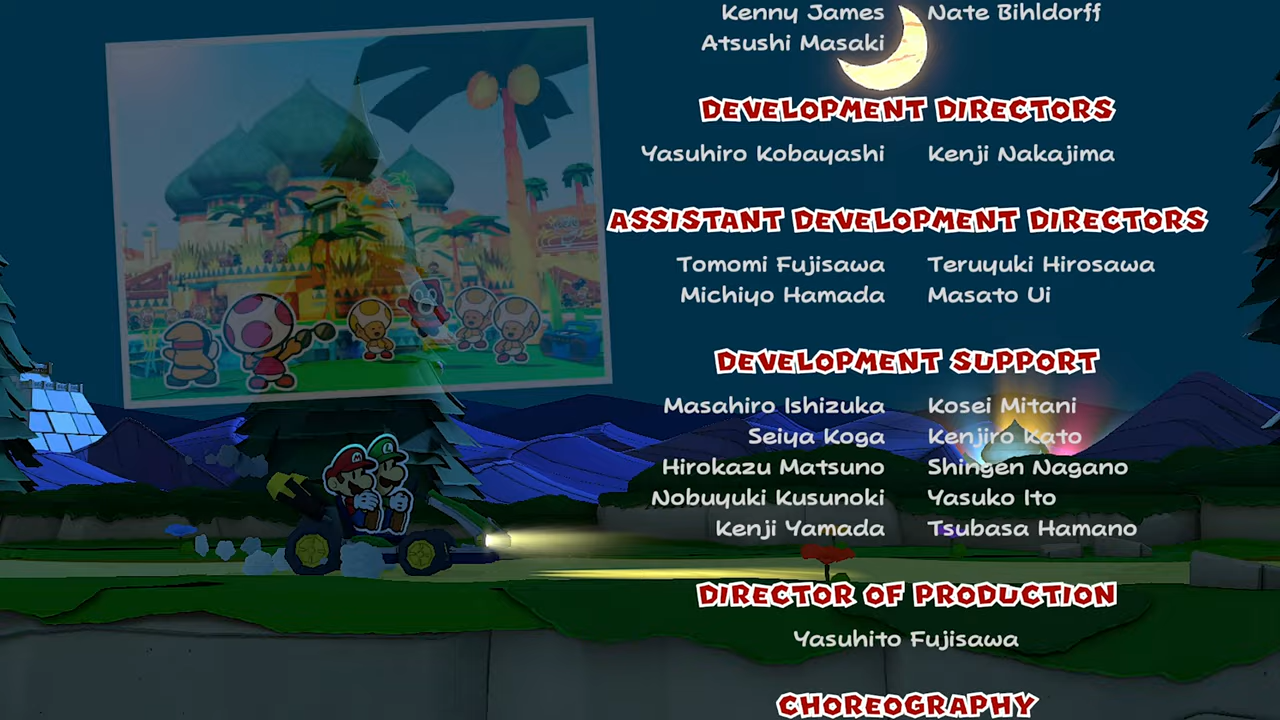 Kenny James Nate Bihldorff
Atsushi Masaki
DEVELOPMENT DIRECTORS
Yasuhiro Kobayashi Kenji Nakajima
ASSISTANT DEVELOPMENT DIRECTORS
Tomomi Fujisawa Teruyuki Hirosawa
Michiyo Hamada Masato Ui
DEVELOPMENT SUPPORT
Masahiro Ishizuka Kosei Mitani
Seiya Koga Kenjiro Kato
Hirokazu Matsuno Shingen Nagano
Nobuyuki Kusunoki Yasuko Ito
Kenji Yamada Tsubasa Hamano
DIRECTOR OF PRODUCTION
Yasuhito Fujisawa
CHOREOGRAPHY